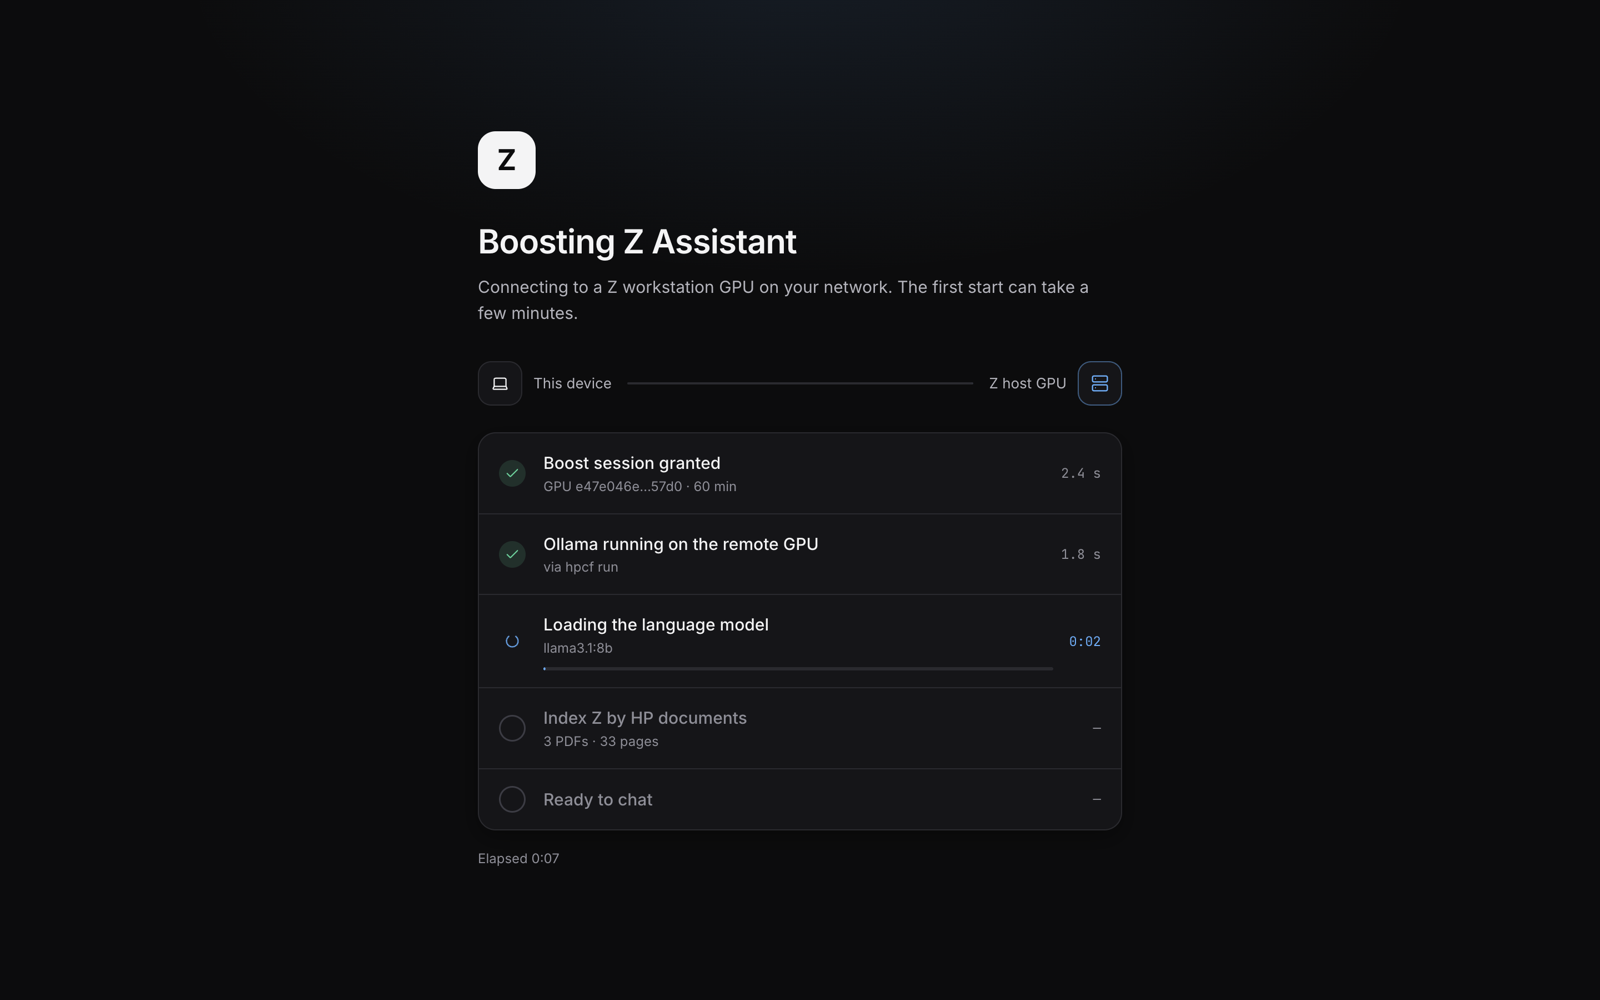 Z
Boosting Z Assistant
Connecting to a Z workstation GPU on your network. The first start can take a
few minutes.
This device
Z host GPU
Boost session granted
2.4 s
GPU e47e046e...57d0 · 60 min
Ollama running on the remote GPU
1.8 s
via hpcf run
Loading the language model
0:02
llama3.1:8b
Index Z by HP documents
–
3 PDFs · 33 pages
Ready to chat
–
Elapsed 0:07